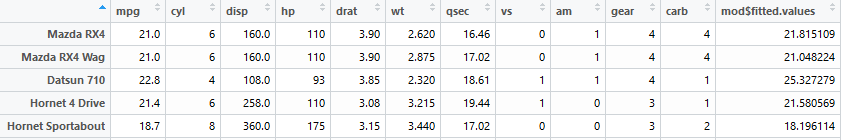 mpg cyl disp hp drat wt qsec vs am gear carb mod$fitted.values
Mazda RX4 21.0 6 160.0 110 3.90 2.620 16.46 0 1 4 4 21.815109
Mazda RX4 Wag 21.0 6 160.0 110 3.90 2.875 17.02 0 1 4 4 21.048224
Datsun 710 22.8 4 108.0 93 3.85 2.320 18.61 1 1 4 1 25.327279
Hornet 4 Drive 21.4 6 258.0 110 3.08 3.215 19.44 1 0 3 1 21.580569
Hornet Sportabout 18.7 8 360.0 175 3.15 3.440 17.02 0 0 3 2 18.196114